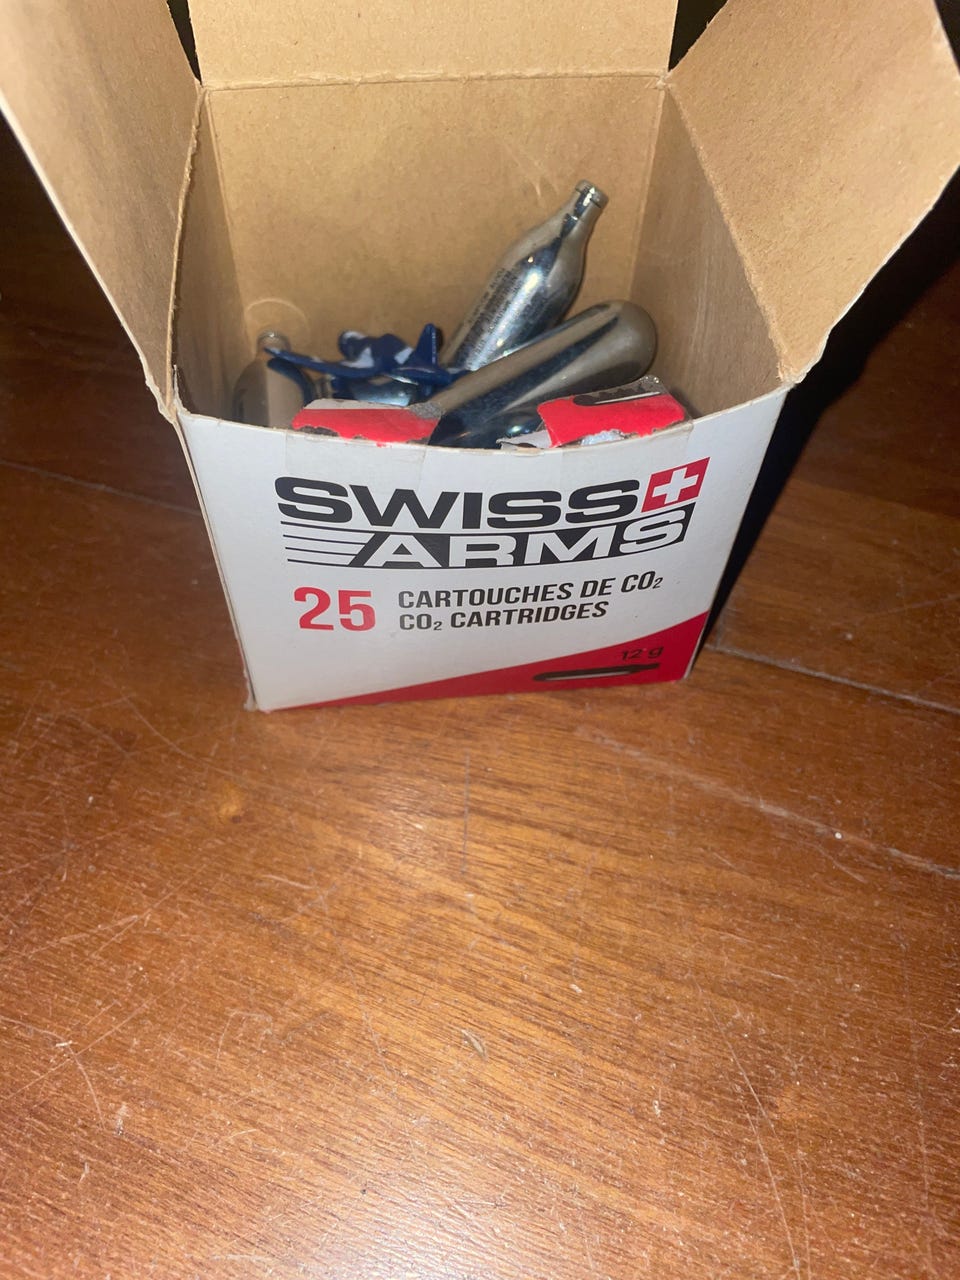 SWISS
ARMS
25 CARTOUCHES DE CO₂
CO₂ CARTRIDGES
12 g